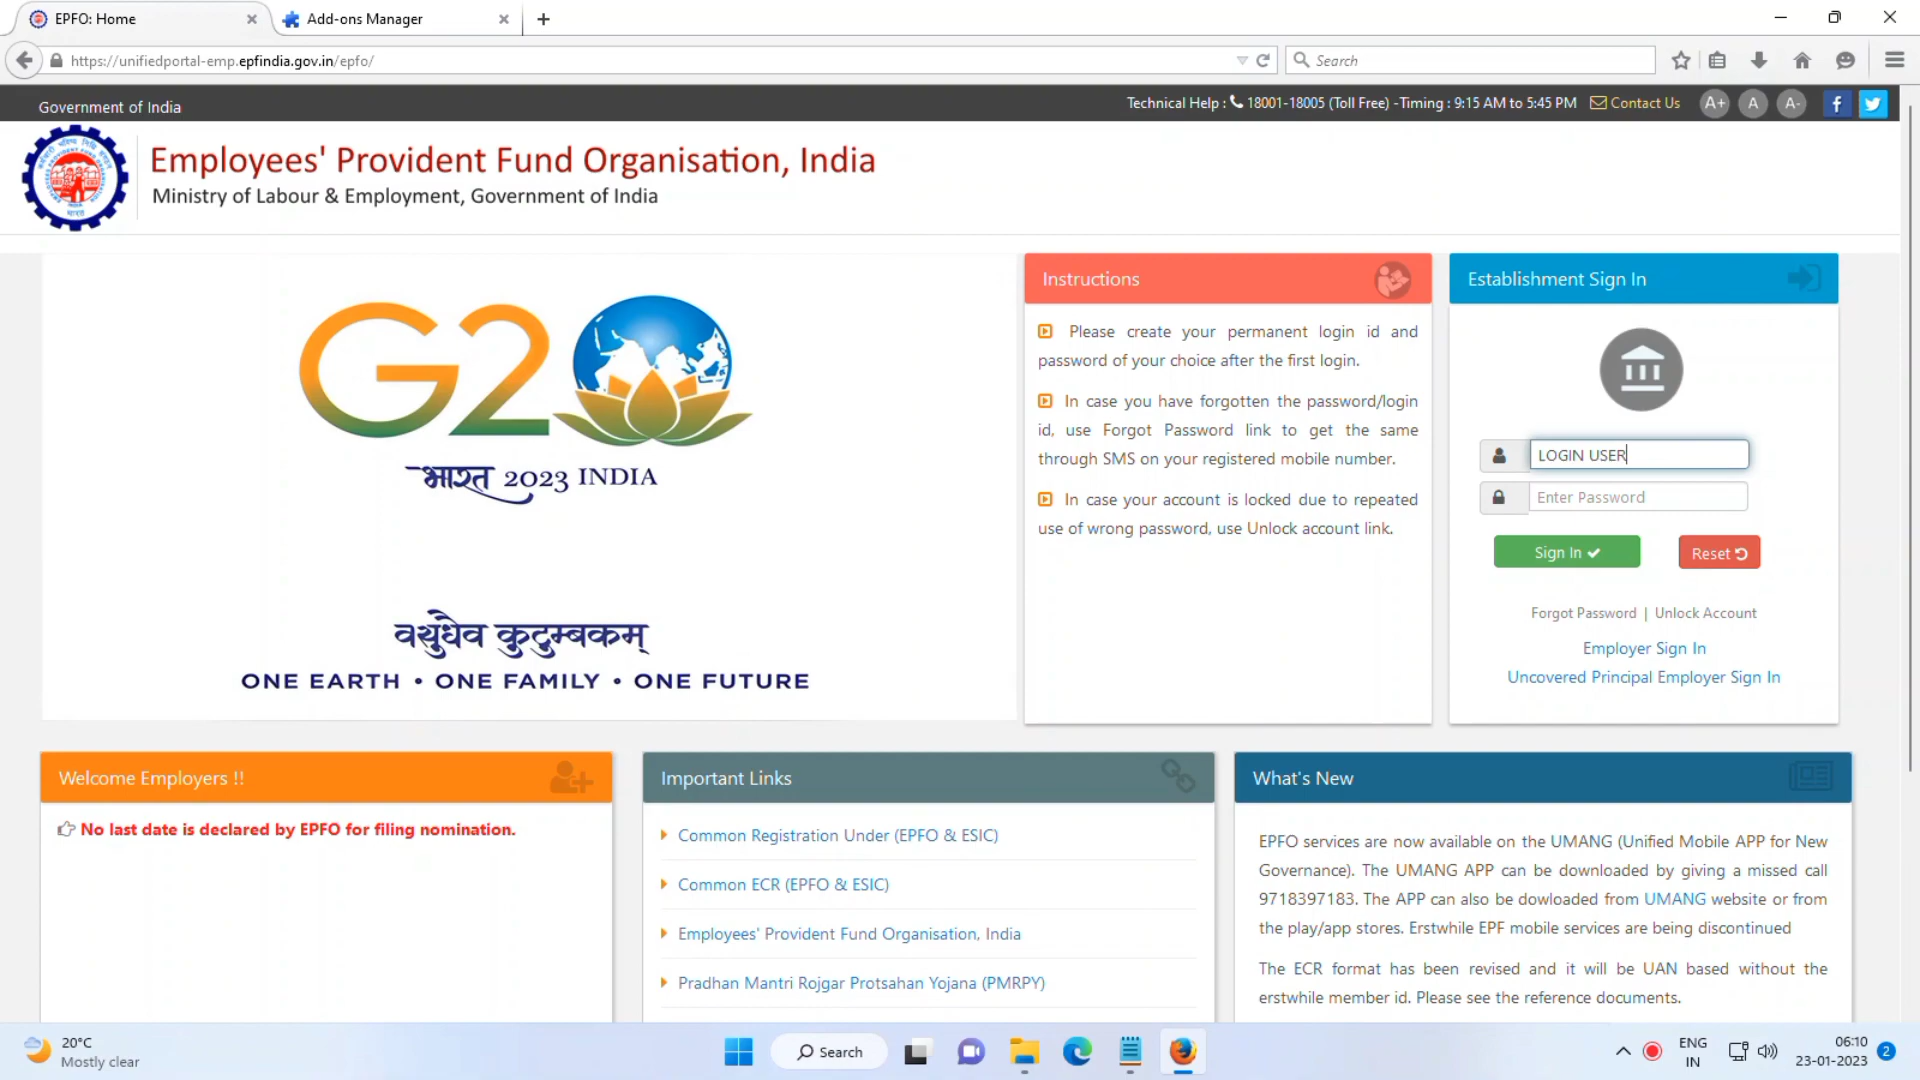 EPFO: Home
Add-ons Manager
https://unifiedportal-emp.epfindia.gov.in/epfo/
Search
Government of India
Technical Help : 18001-18005 (Toll Free) -Timing : 9:15 AM to 5:45 PM
Contact Us
A+
A
A-
Employees' Provident Fund Organisation, India
Ministry of Labour & Employment, Government of India
G20
भारत 2023 INDIA
वसुधैव कुटुम्बकम्
ONE EARTH • ONE FAMILY • ONE FUTURE
Instructions
Please create your permanent login id and
password of your choice after the first login.
In case you have forgotten the password/login
id, use Forgot Password link to get the same
through SMS on your registered mobile number.
In case your account is locked due to repeated
use of wrong password, use Unlock account link.
Establishment Sign In
LOGIN USER
Enter Password
Sign In
Reset
Forgot Password | Unlock Account
Employer Sign In
Uncovered Principal Employer Sign In
Welcome Employers !!
No last date is declared by EPFO for filing nomination.
Important Links
Common Registration Under (EPFO & ESIC)
Common ECR (EPFO & ESIC)
Employees' Provident Fund Organisation, India
Pradhan Mantri Rojgar Protsahan Yojana (PMRPY)
What's New
EPFO services are now available on the UMANG (Unified Mobile APP for New
Governance). The UMANG APP can be downloaded by giving a missed call
9718397183. The APP can also be dowloaded from UMANG website or from
the play/app stores. Erstwhile EPF mobile services are being discontinued
The ECR format has been revised and it will be UAN based without the
erstwhile member id. Please see the reference documents.
20°C
Mostly clear
Search
ENG
IN
06:10
23-01-2023
2